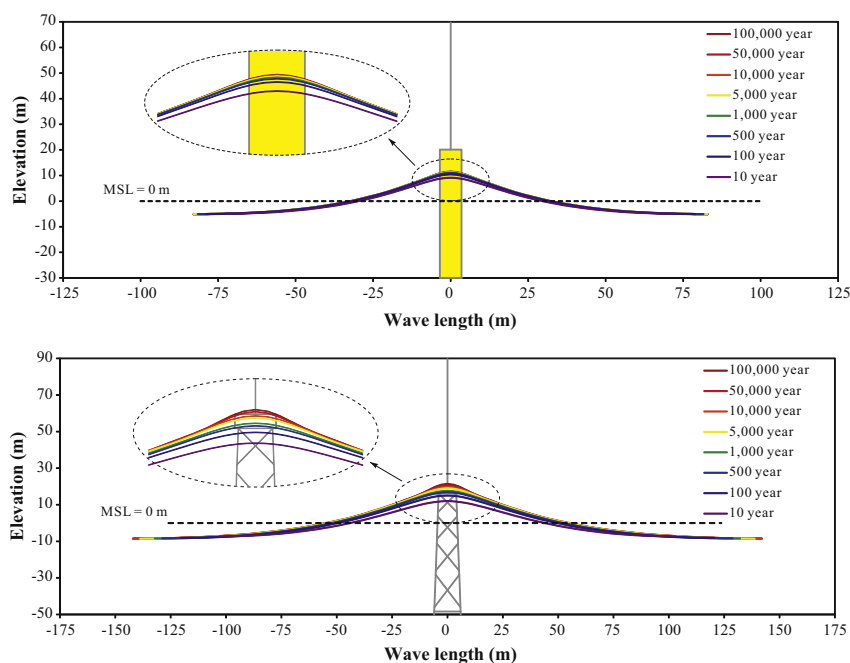 70
60
50
40
30
20
10
0
-10
-20
-30
Elevation (m)
MSL = 0 m
100,000 year
50,000 year
10,000 year
5,000 year
1,000 year
500 year
100 year
10 year
-125 -100 -75 -50 -25 0 25 50 75 100 125
Wave length (m)
90
70
50
30
10
-10
-30
-50
Elevation (m)
MSL = 0 m
100,000 year
50,000 year
10,000 year
5,000 year
1,000 year
500 year
100 year
10 year
-175 -150 -125 -100 -75 -50 -25 0 25 50 75 100 125 150 175
Wave length (m)